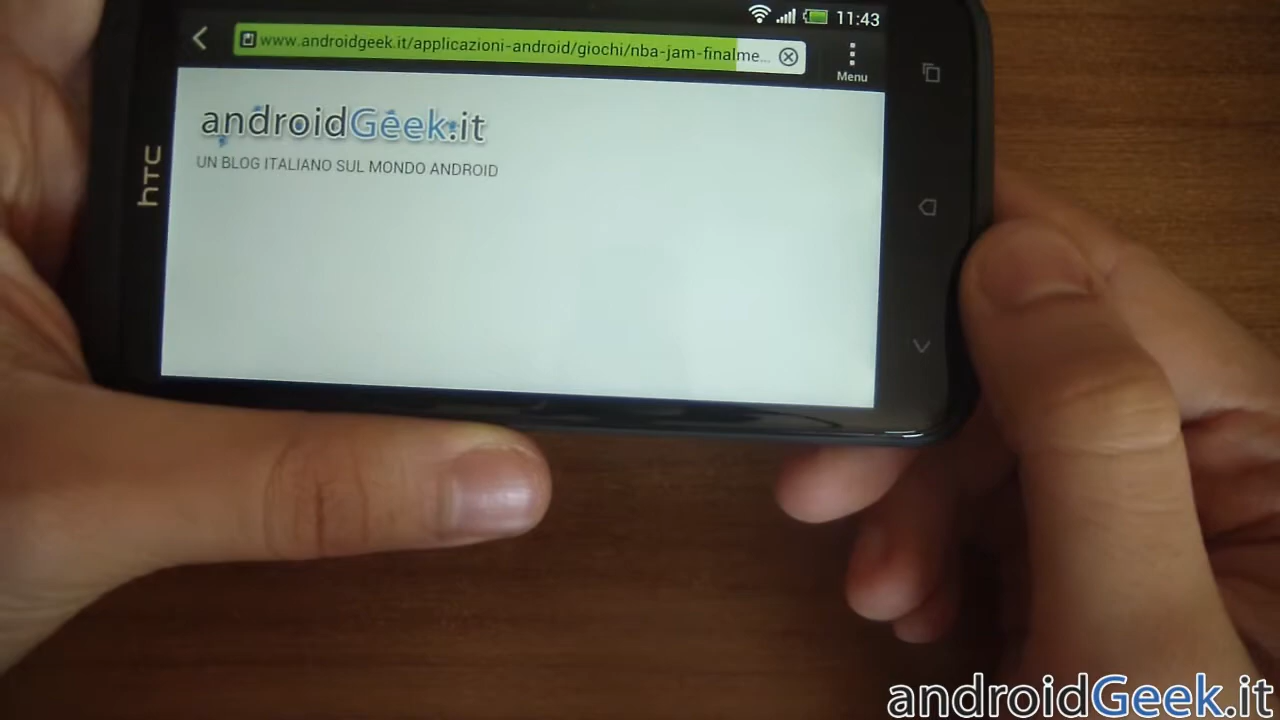 11:43
www.androidgeek.it/applicazioni-android/giochi/nba-jam-finalme...
Menu
androidGeek.it
UN BLOG ITALIANO SUL MONDO ANDROID
hTC
androidGeek.it